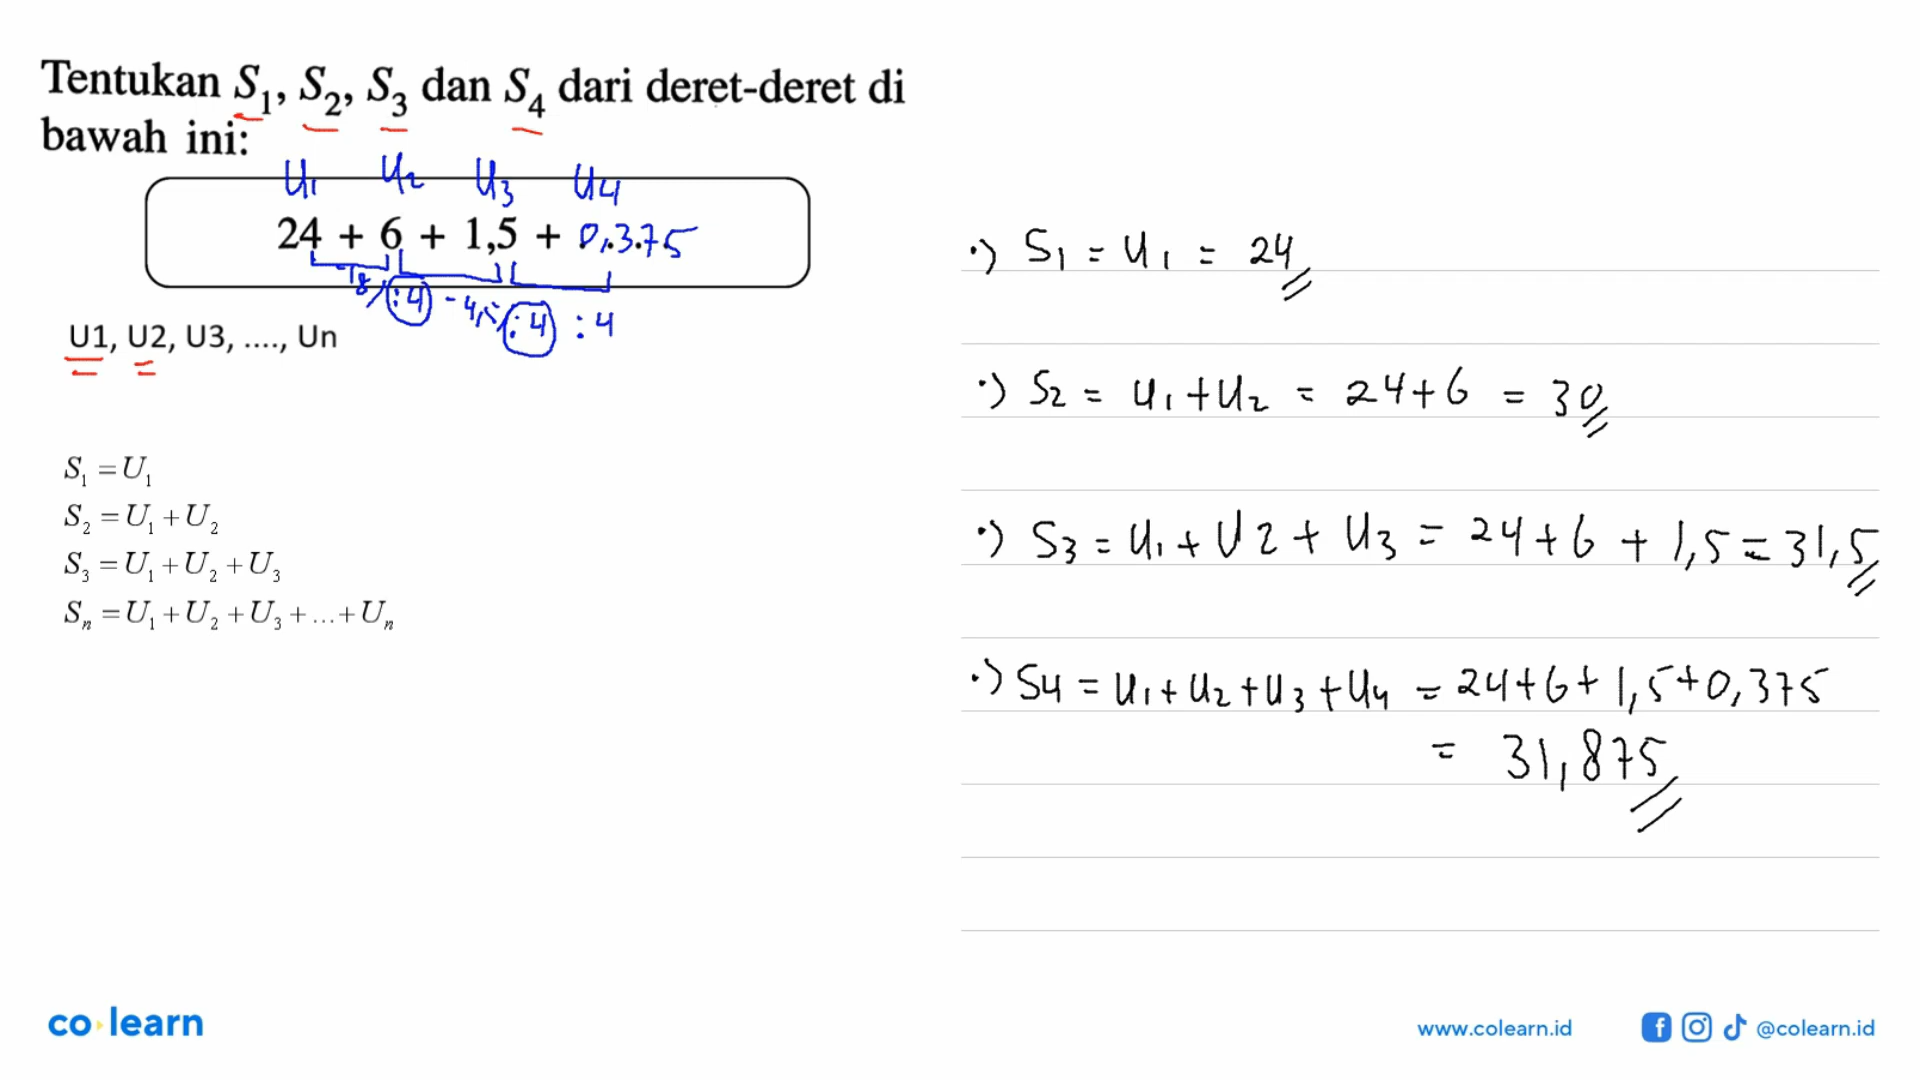 Tentukan S1, S2, S3 dan S4 dari deret-deret di
bawah ini:
U1 U2 U3 U4
24 + 6 + 1,5 + 0,375
-18/ :4 -4,5/ :4 :4
U1, U2, U3, ...., Un
S1 = U1
S2 = U1 + U2
S3 = U1 + U2 + U3
Sn = U1 + U2 + U3 + ... + Un
·) S1 = U1 = 24
·) S2 = U1 + U2 = 24 + 6 = 30
·) S3 = U1 + U2 + U3 = 24 + 6 + 1,5 = 31,5
·) S4 = U1 + U2 + U3 + U4 = 24 + 6 + 1,5 + 0,375
= 31,875
co learn
www.colearn.id
@colearn.id